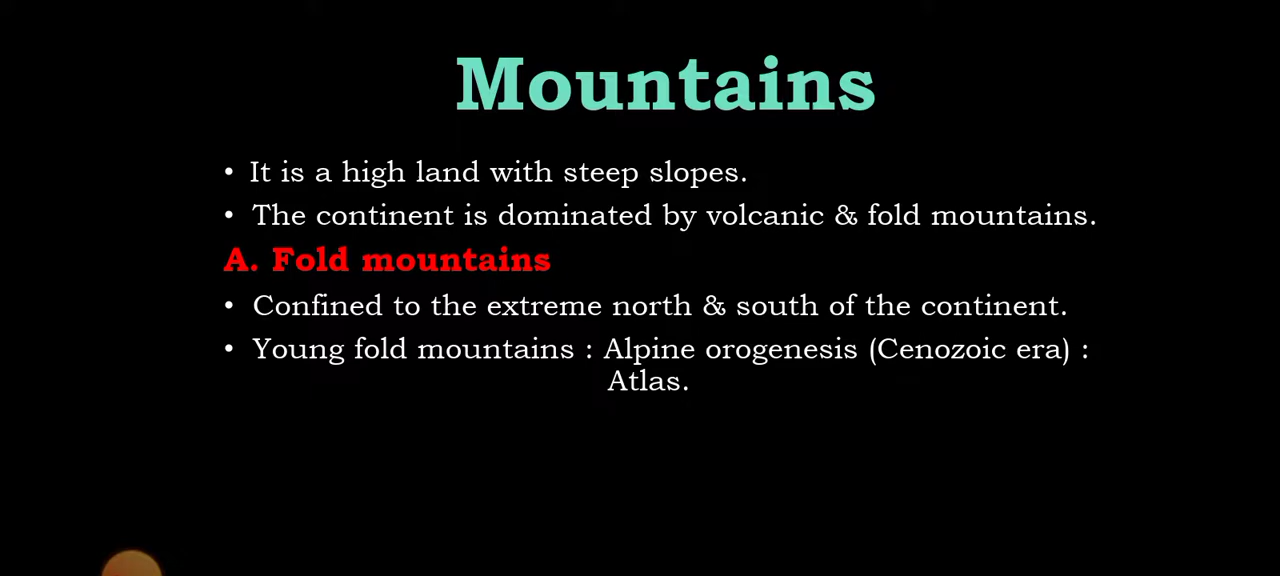 Mountains
• It is a high land with steep slopes.
• The continent is dominated by volcanic & fold mountains.
A. Fold mountains
• Confined to the extreme north & south of the continent.
• Young fold mountains : Alpine orogenesis (Cenozoic era) :
Atlas.